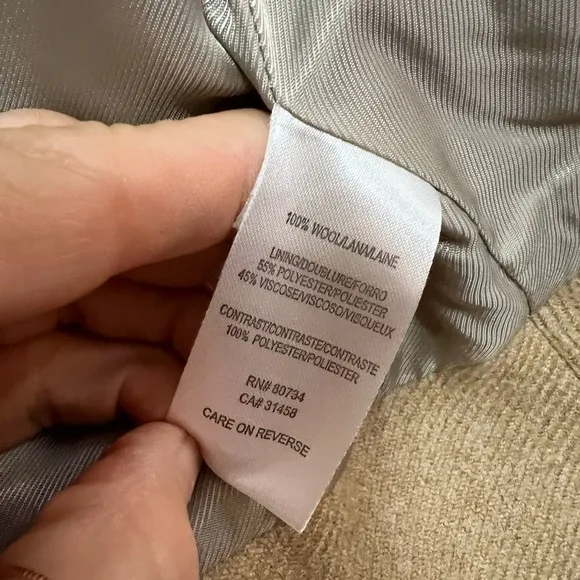 100% WOOL/LANA/LAINE
LINING/DOUBLURE/FORRO
55% POLYESTER/POLIESTER
45% VISCOSE/VISCOSO/VISQUEUX
CONTRAST/CONTRASTE/CONTRASTE
100% POLYESTER/POLIESTER
RN# 80734
CA# 31458
CARE ON REVERSE